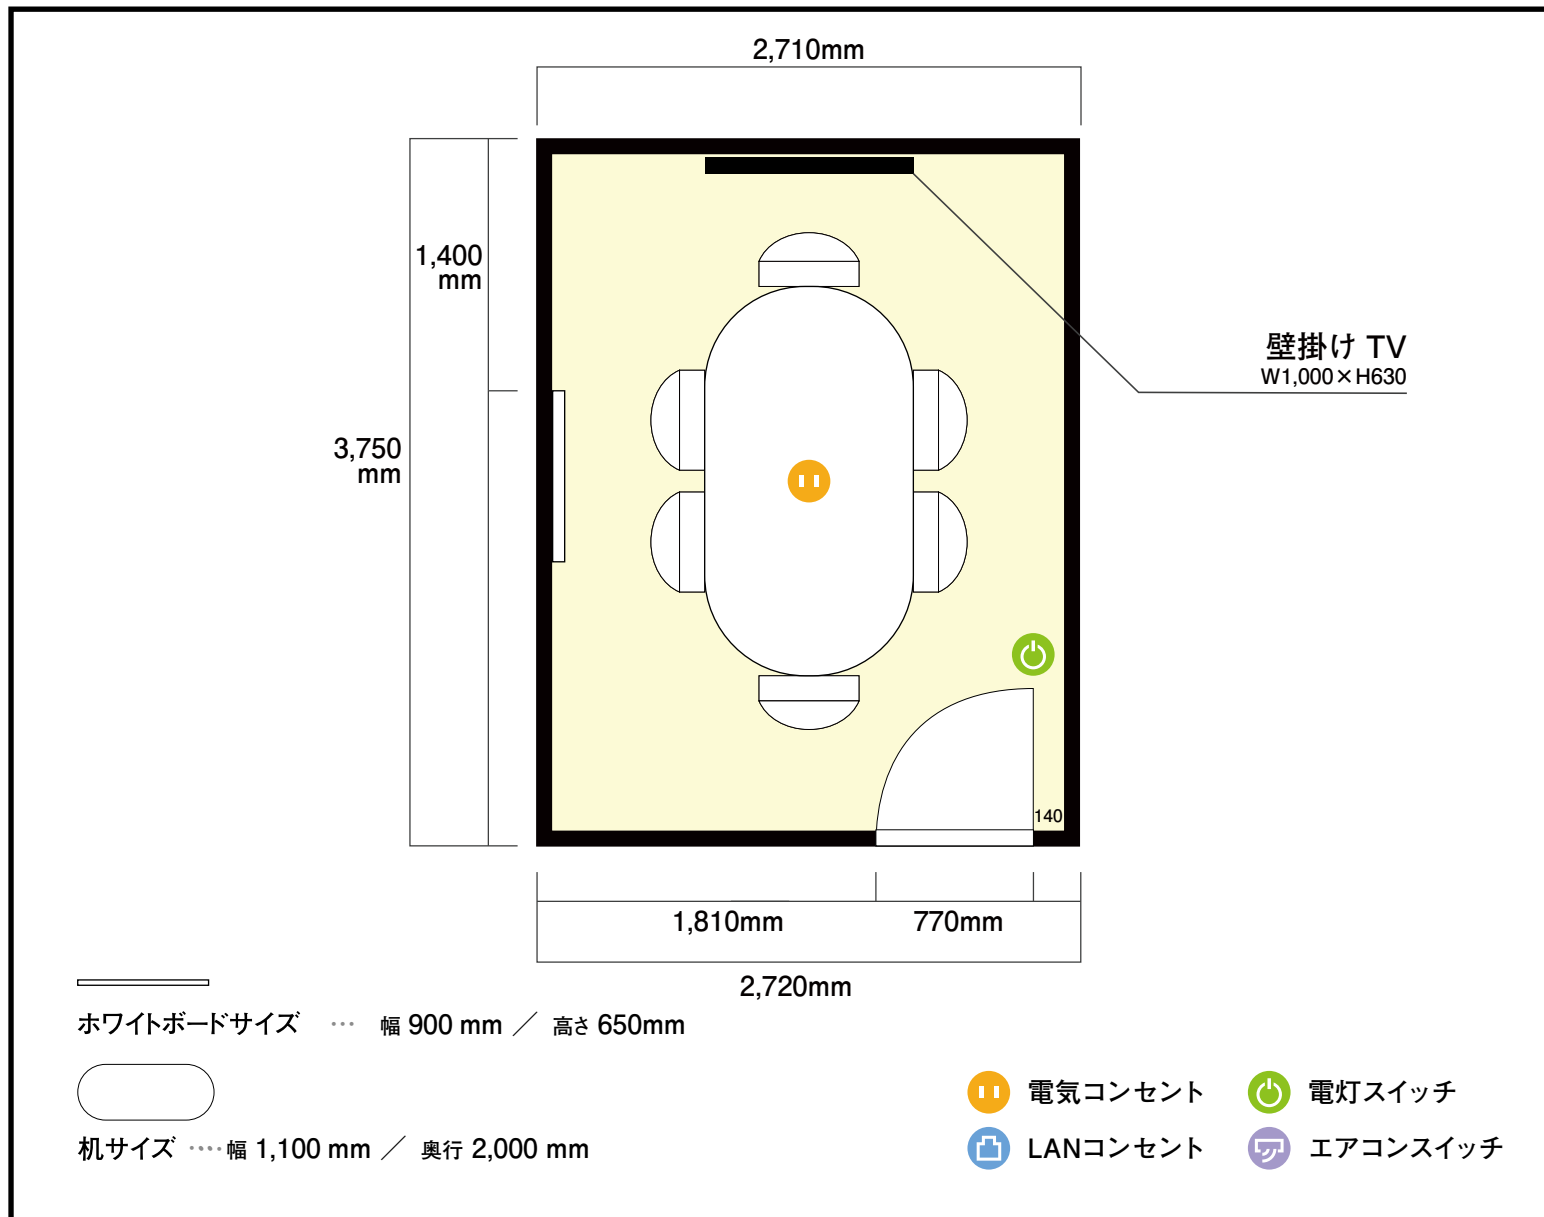 2,710mm
1,400
mm
壁掛け TV
W1,000×H630
3,750
mm
140
1,810mm
770mm
2,720mm
ホワイトボードサイズ … 幅 900 mm ／ 高さ 650mm
電気コンセント
電灯スイッチ
机サイズ ‥‥ 幅 1,100 mm ／ 奥行 2,000 mm
LANコンセント
エアコンスイッチ